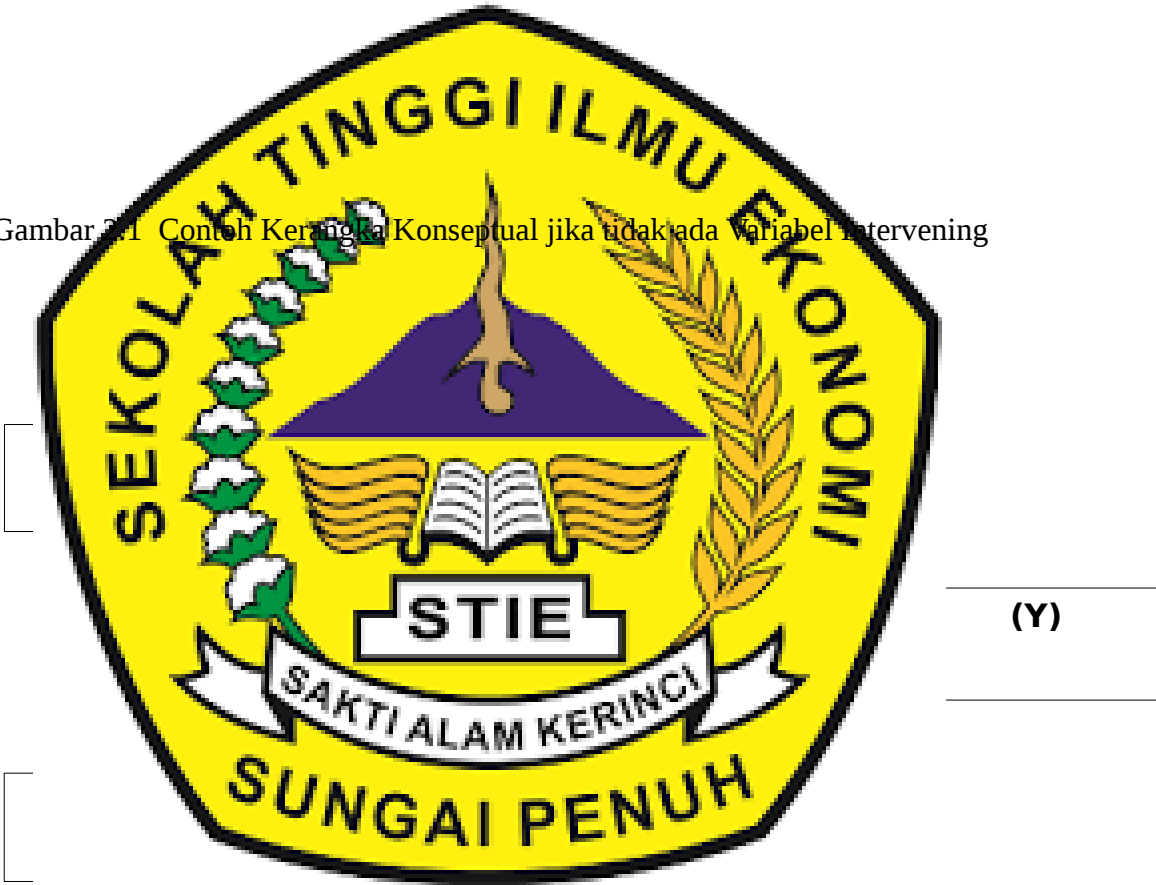 SEKOLAH TINGGI ILMU EKONOMI
Gambar 2.1 Contoh Kerangka Konseptual jika tidak ada Variabel Intervening
(Y)
STIE
SAKTI ALAM KERINCI
SUNGAI PENUH